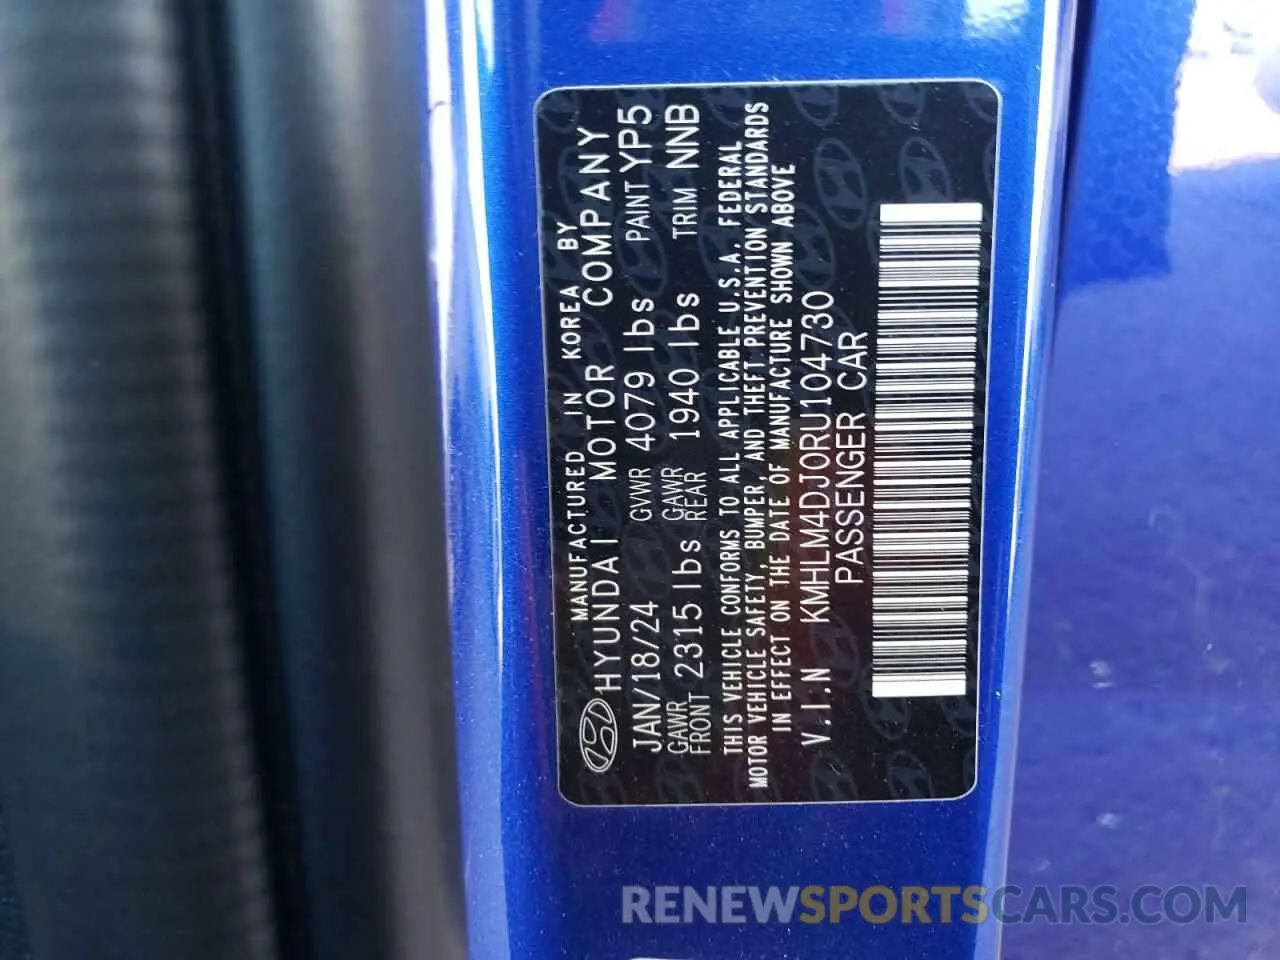 MANUFACTURED IN KOREA BY
HYUNDAI MOTOR COMPANY
JAN/18/24 GVWR 4079 lbs PAINT YP5
GAWR FRONT 2315 lbs GAWR REAR 1940 lbs TRIM NNB
THIS VEHICLE CONFORMS TO ALL APPLICABLE U.S.A. FEDERAL
MOTOR VEHICLE SAFETY, BUMPER, AND THEFT PREVENTION STANDARDS
IN EFFECT ON THE DATE OF MANUFACTURE SHOWN ABOVE
V.I.N KMHLM4DJ0RU104730
PASSENGER CAR
RENEWSPORTSCARS.COM